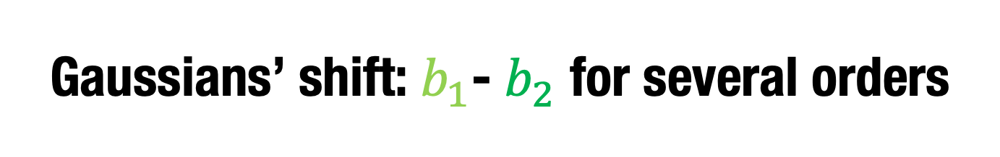 Gaussians’ shift: b₁ - b₂ for several orders